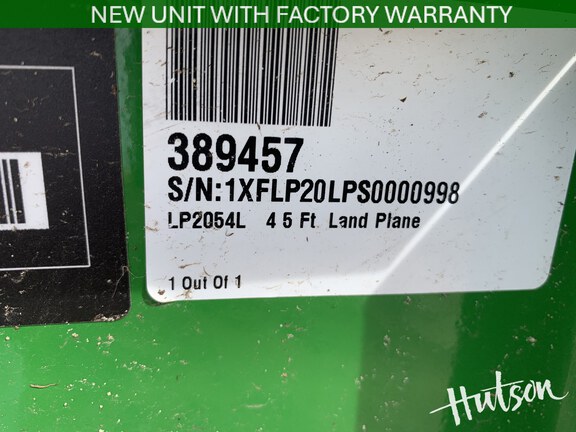 NEW UNIT WITH FACTORY WARRANTY
389457
S/N:1XFLP20LPS0000998
LP2054L 4 5 Ft Land Plane
1 Out Of 1
Hutson